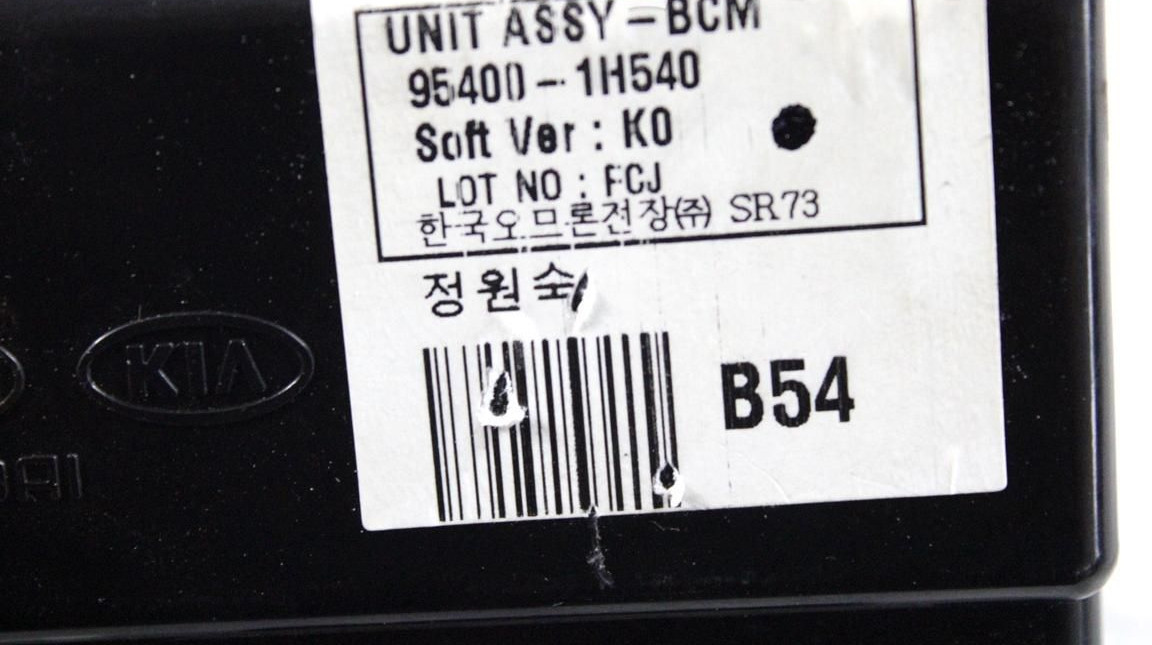 UNIT ASSY - BCM
95400 - 1H540
Soft Ver : K0
LOT NO : FCJ
한국오므론전장㈜ SR73
정원숙
B54
KIA